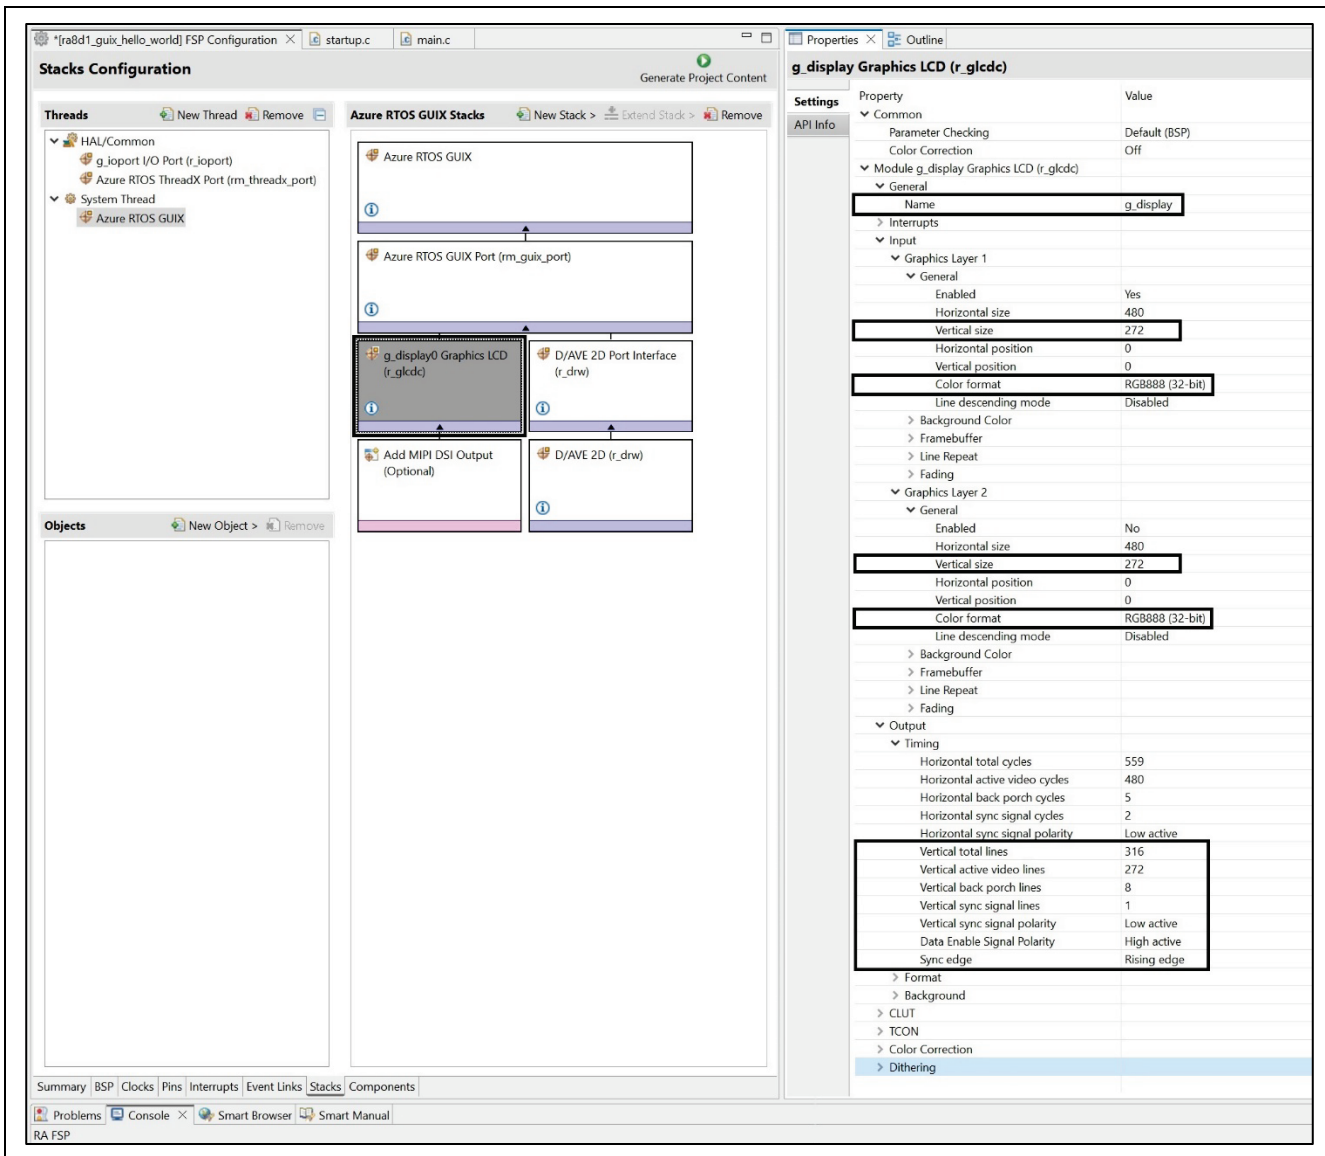 *[ra8d1_guix_hello_world] FSP Configuration
startup.c
main.c
Stacks Configuration
Generate Project Content
Threads
New Thread
Remove
HAL/Common
g_ioport I/O Port (r_ioport)
Azure RTOS ThreadX Port (rm_threadx_port)
System Thread
Azure RTOS GUIX
Objects
New Object >
Remove
Azure RTOS GUIX Stacks
New Stack >
Extend Stack >
Remove
Azure RTOS GUIX
Azure RTOS GUIX Port (rm_guix_port)
g_display0 Graphics LCD
(r_glcdc)
D/AVE 2D Port Interface
(r_drw)
Add MIPI DSI Output
(Optional)
D/AVE 2D (r_drw)
Summary BSP Clocks Pins Interrupts Event Links Stacks Components
Properties
Outline
g_display Graphics LCD (r_glcdc)
Settings
API Info
Property Value
Common
Parameter Checking Default (BSP)
Color Correction Off
Module g_display Graphics LCD (r_glcdc)
General
Name g_display
Interrupts
Input
Graphics Layer 1
General
Enabled Yes
Horizontal size 480
Vertical size 272
Horizontal position 0
Vertical position 0
Color format RGB888 (32-bit)
Line descending mode Disabled
Background Color
Framebuffer
Line Repeat
Fading
Graphics Layer 2
General
Enabled No
Horizontal size 480
Vertical size 272
Horizontal position 0
Vertical position 0
Color format RGB888 (32-bit)
Line descending mode Disabled
Background Color
Framebuffer
Line Repeat
Fading
Output
Timing
Horizontal total cycles 559
Horizontal active video cycles 480
Horizontal back porch cycles 5
Horizontal sync signal cycles 2
Horizontal sync signal polarity Low active
Vertical total lines 316
Vertical active video lines 272
Vertical back porch lines 8
Vertical sync signal lines 1
Vertical sync signal polarity Low active
Data Enable Signal Polarity High active
Sync edge Rising edge
Format
Background
CLUT
TCON
Color Correction
Dithering
Problems Console Smart Browser Smart Manual
RA FSP